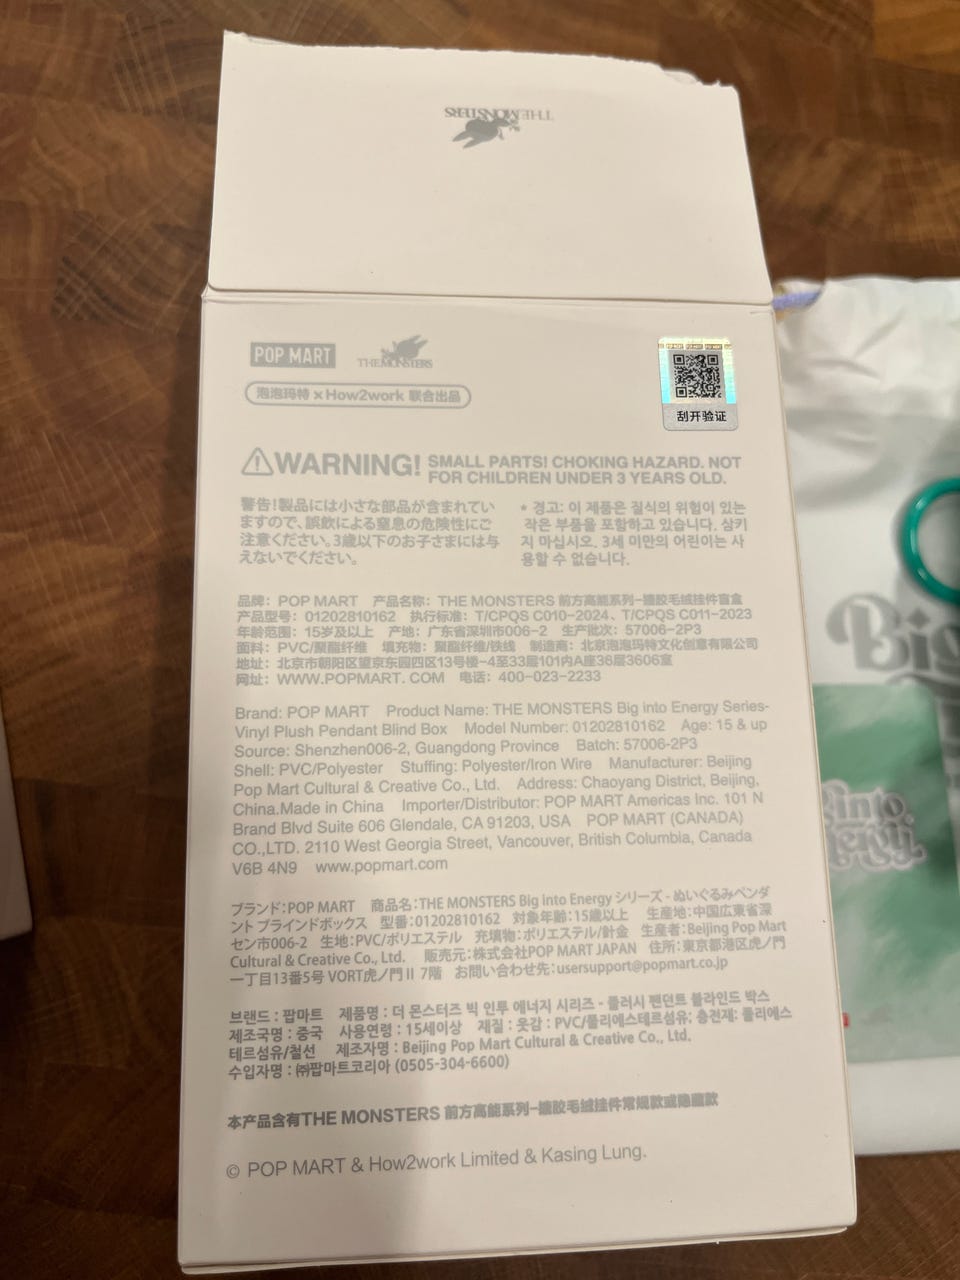 THE MONSTERS
POP MART
THE MONSTERS
泡泡玛特 × How2work 联合出品
刮开验证
WARNING! SMALL PARTS! CHOKING HAZARD. NOT
FOR CHILDREN UNDER 3 YEARS OLD.
警告!製品には小さな部品が含まれてい
ますので、誤飲による窒息の危険性にご
注意ください。3歳以下のお子さまには与
えないでください。
* 경고: 이 제품은 질식의 위험이 있는
작은 부품을 포함하고 있습니다. 삼키
지 마십시오. 3세 미만의 어린이는 사
용할 수 없습니다.
品牌：POP MART 产品名称：THE MONSTERS 前方高能系列-搪胶毛绒挂件盲盒
产品型号：01202810162 执行标准：T/CPQS C010-2024、T/CPQS C011-2023
年龄范围：15岁及以上 产地：广东省深圳市006-2 生产批次：57006-2P3
面料：PVC/聚酯纤维 填充物：聚酯纤维/铁线 制造商：北京泡泡玛特文化创意有限公司
地址：北京市朝阳区望京东园四区13号楼-4至33层101内A座36层3606室
网址：WWW.POPMART. COM 电话：400-023-2233
Brand: POP MART Product Name: THE MONSTERS Big into Energy Series-
Vinyl Plush Pendant Blind Box Model Number: 01202810162 Age: 15 & up
Source: Shenzhen006-2, Guangdong Province Batch: 57006-2P3
Shell: PVC/Polyester Stuffing: Polyester/Iron Wire Manufacturer: Beijing
Pop Mart Cultural & Creative Co., Ltd. Address: Chaoyang District, Beijing,
China.Made in China Importer/Distributor: POP MART Americas Inc. 101 N
Brand Blvd Suite 606 Glendale, CA 91203, USA POP MART (CANADA)
CO.,LTD. 2110 West Georgia Street, Vancouver, British Columbia, Canada
V6B 4N9 www.popmart.com
ブランド:POP MART 商品名:THE MONSTERS Big into Energy シリーズ - ぬいぐるみペンダ
ント ブラインドボックス 型番:01202810162 対象年齢:15歳以上 生産地:中国広東省深
セン市006-2 生地:PVC/ポリエステル 充填物:ポリエステル/針金 生産者:Beijing Pop Mart
Cultural & Creative Co., Ltd. 販売元:株式会社POP MART JAPAN 住所:東京都港区虎ノ門
一丁目13番5号 VORT虎ノ門 II 7階 お問い合わせ先:usersupport@popmart.co.jp
브랜드 : 팝마트 제품명 : 더 몬스터즈 빅 인투 에너지 시리즈 - 플러시 펜던트 블라인드 박스
제조국명 : 중국 사용연령 : 15세이상 재질 : 옷감 : PVC/폴리에스테르섬유; 충전재: 폴리에스
테르섬유/철선 제조자명 : Beijing Pop Mart Cultural & Creative Co., Ltd.
수입자명 : ㈜팝마트코리아 (0505-304-6600)
本产品含有THE MONSTERS 前方高能系列-搪胶毛绒挂件常规款或隐藏款
© POP MART & How2work Limited & Kasing Lung.
Big
into
Energy.